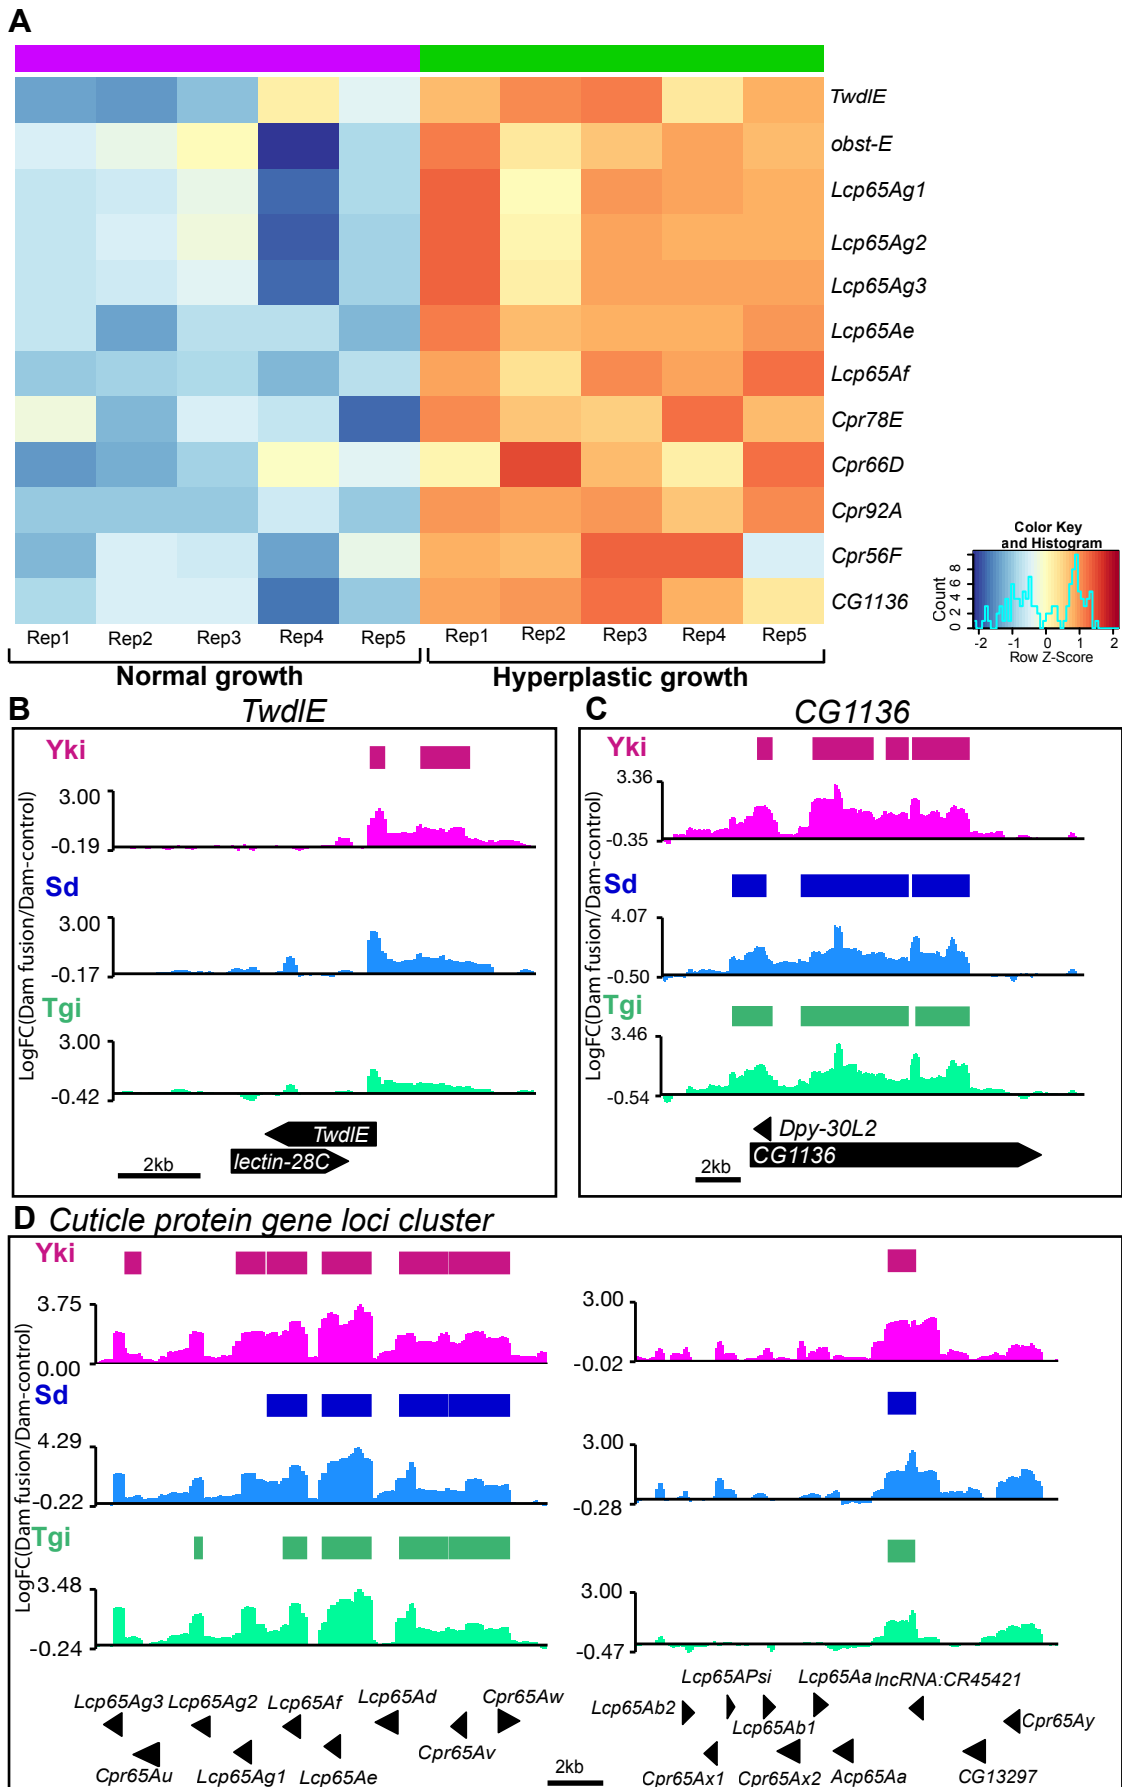 A
TwdlE
obst-E
Lcp65Ag1
Lcp65Ag2
Lcp65Ag3
Lcp65Ae
Lcp65Af
Cpr78E
Cpr66D
Cpr92A
Cpr56F
CG1136
Rep1 Rep2 Rep3 Rep4 Rep5 Rep1 Rep2 Rep3 Rep4 Rep5
Normal growth Hyperplastic growth
Color Key
and Histogram
Count
0 2 4 6 8
-2 -1 0 1 2
Row Z-Score
B TwdlE
LogFC(Dam fusion/Dam-control)
Yki
3.00
-0.19
Sd
3.00
-0.17
Tgi
3.00
-0.42
TwdlE
lectin-28C
2kb
C CG1136
LogFC(Dam fusion/Dam-control)
Yki
3.36
-0.35
Sd
4.07
-0.50
Tgi
3.46
-0.54
Dpy-30L2
CG1136
2kb
D Cuticle protein gene loci cluster
LogFC(Dam fusion/Dam-control)
Yki
3.75
0.00
3.00
-0.02
Sd
4.29
-0.22
3.00
-0.28
Tgi
3.48
-0.24
3.00
-0.47
Lcp65Ag3 Lcp65Ag2 Lcp65Af Lcp65Ad Cpr65Aw
Cpr65Au Lcp65Ag1 Lcp65Ae Cpr65Av
2kb
Lcp65APsi Lcp65Aa lncRNA:CR45421
Lcp65Ab2 Lcp65Ab1 Cpr65Ay
Cpr65Ax1 Cpr65Ax2 Acp65Aa CG13297